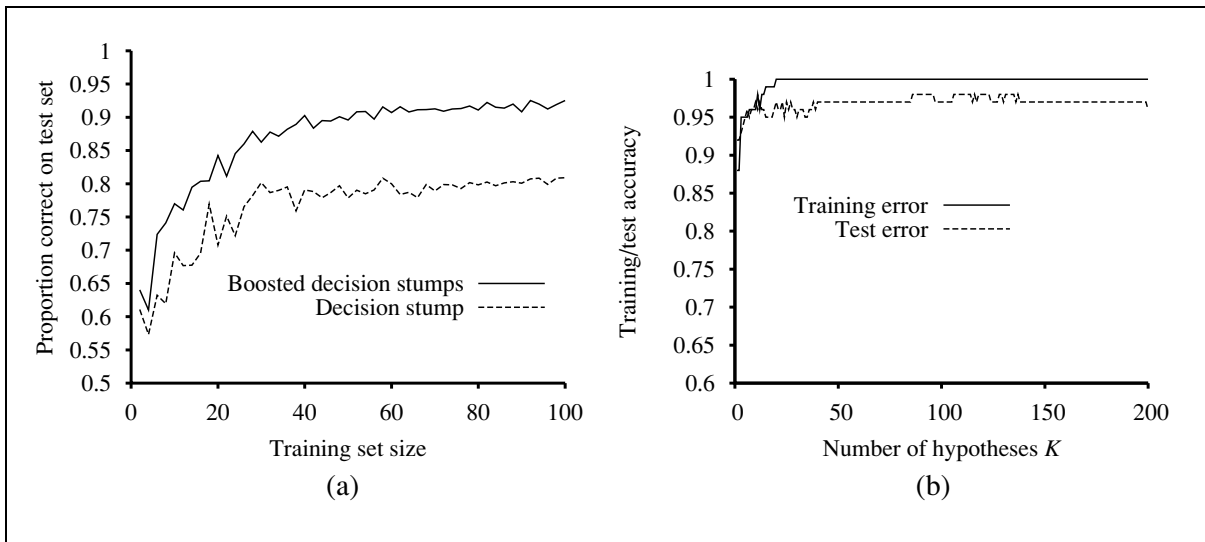 Proportion correct on test set
1
0.95
0.9
0.85
0.8
0.75
0.7
0.65
0.6
0.55
0.5
Boosted decision stumps
Decision stump
0 20 40 60 80 100
Training set size
(a)
Training/test accuracy
1
0.95
0.9
0.85
0.8
0.75
0.7
0.65
0.6
Training error
Test error
0 50 100 150 200
Number of hypotheses K
(b)